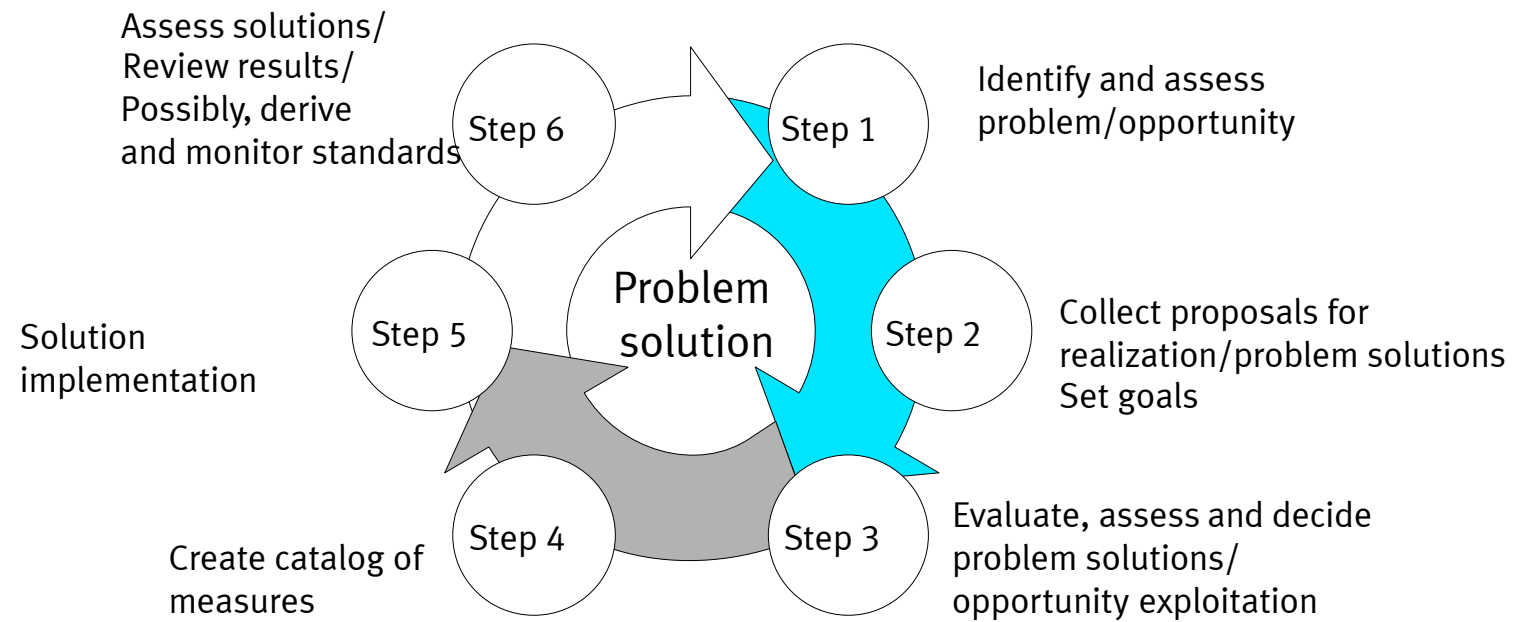 Assess solutions/
Review results/
Possibly, derive
and monitor standards
Step 6
Step 1
Identify and assess
problem/opportunity
Problem
solution
Step 5
Solution
implementation
Step 2
Collect proposals for
realization/problem solutions
Set goals
Step 4
Create catalog of
measures
Step 3
Evaluate, assess and decide
problem solutions/
opportunity exploitation